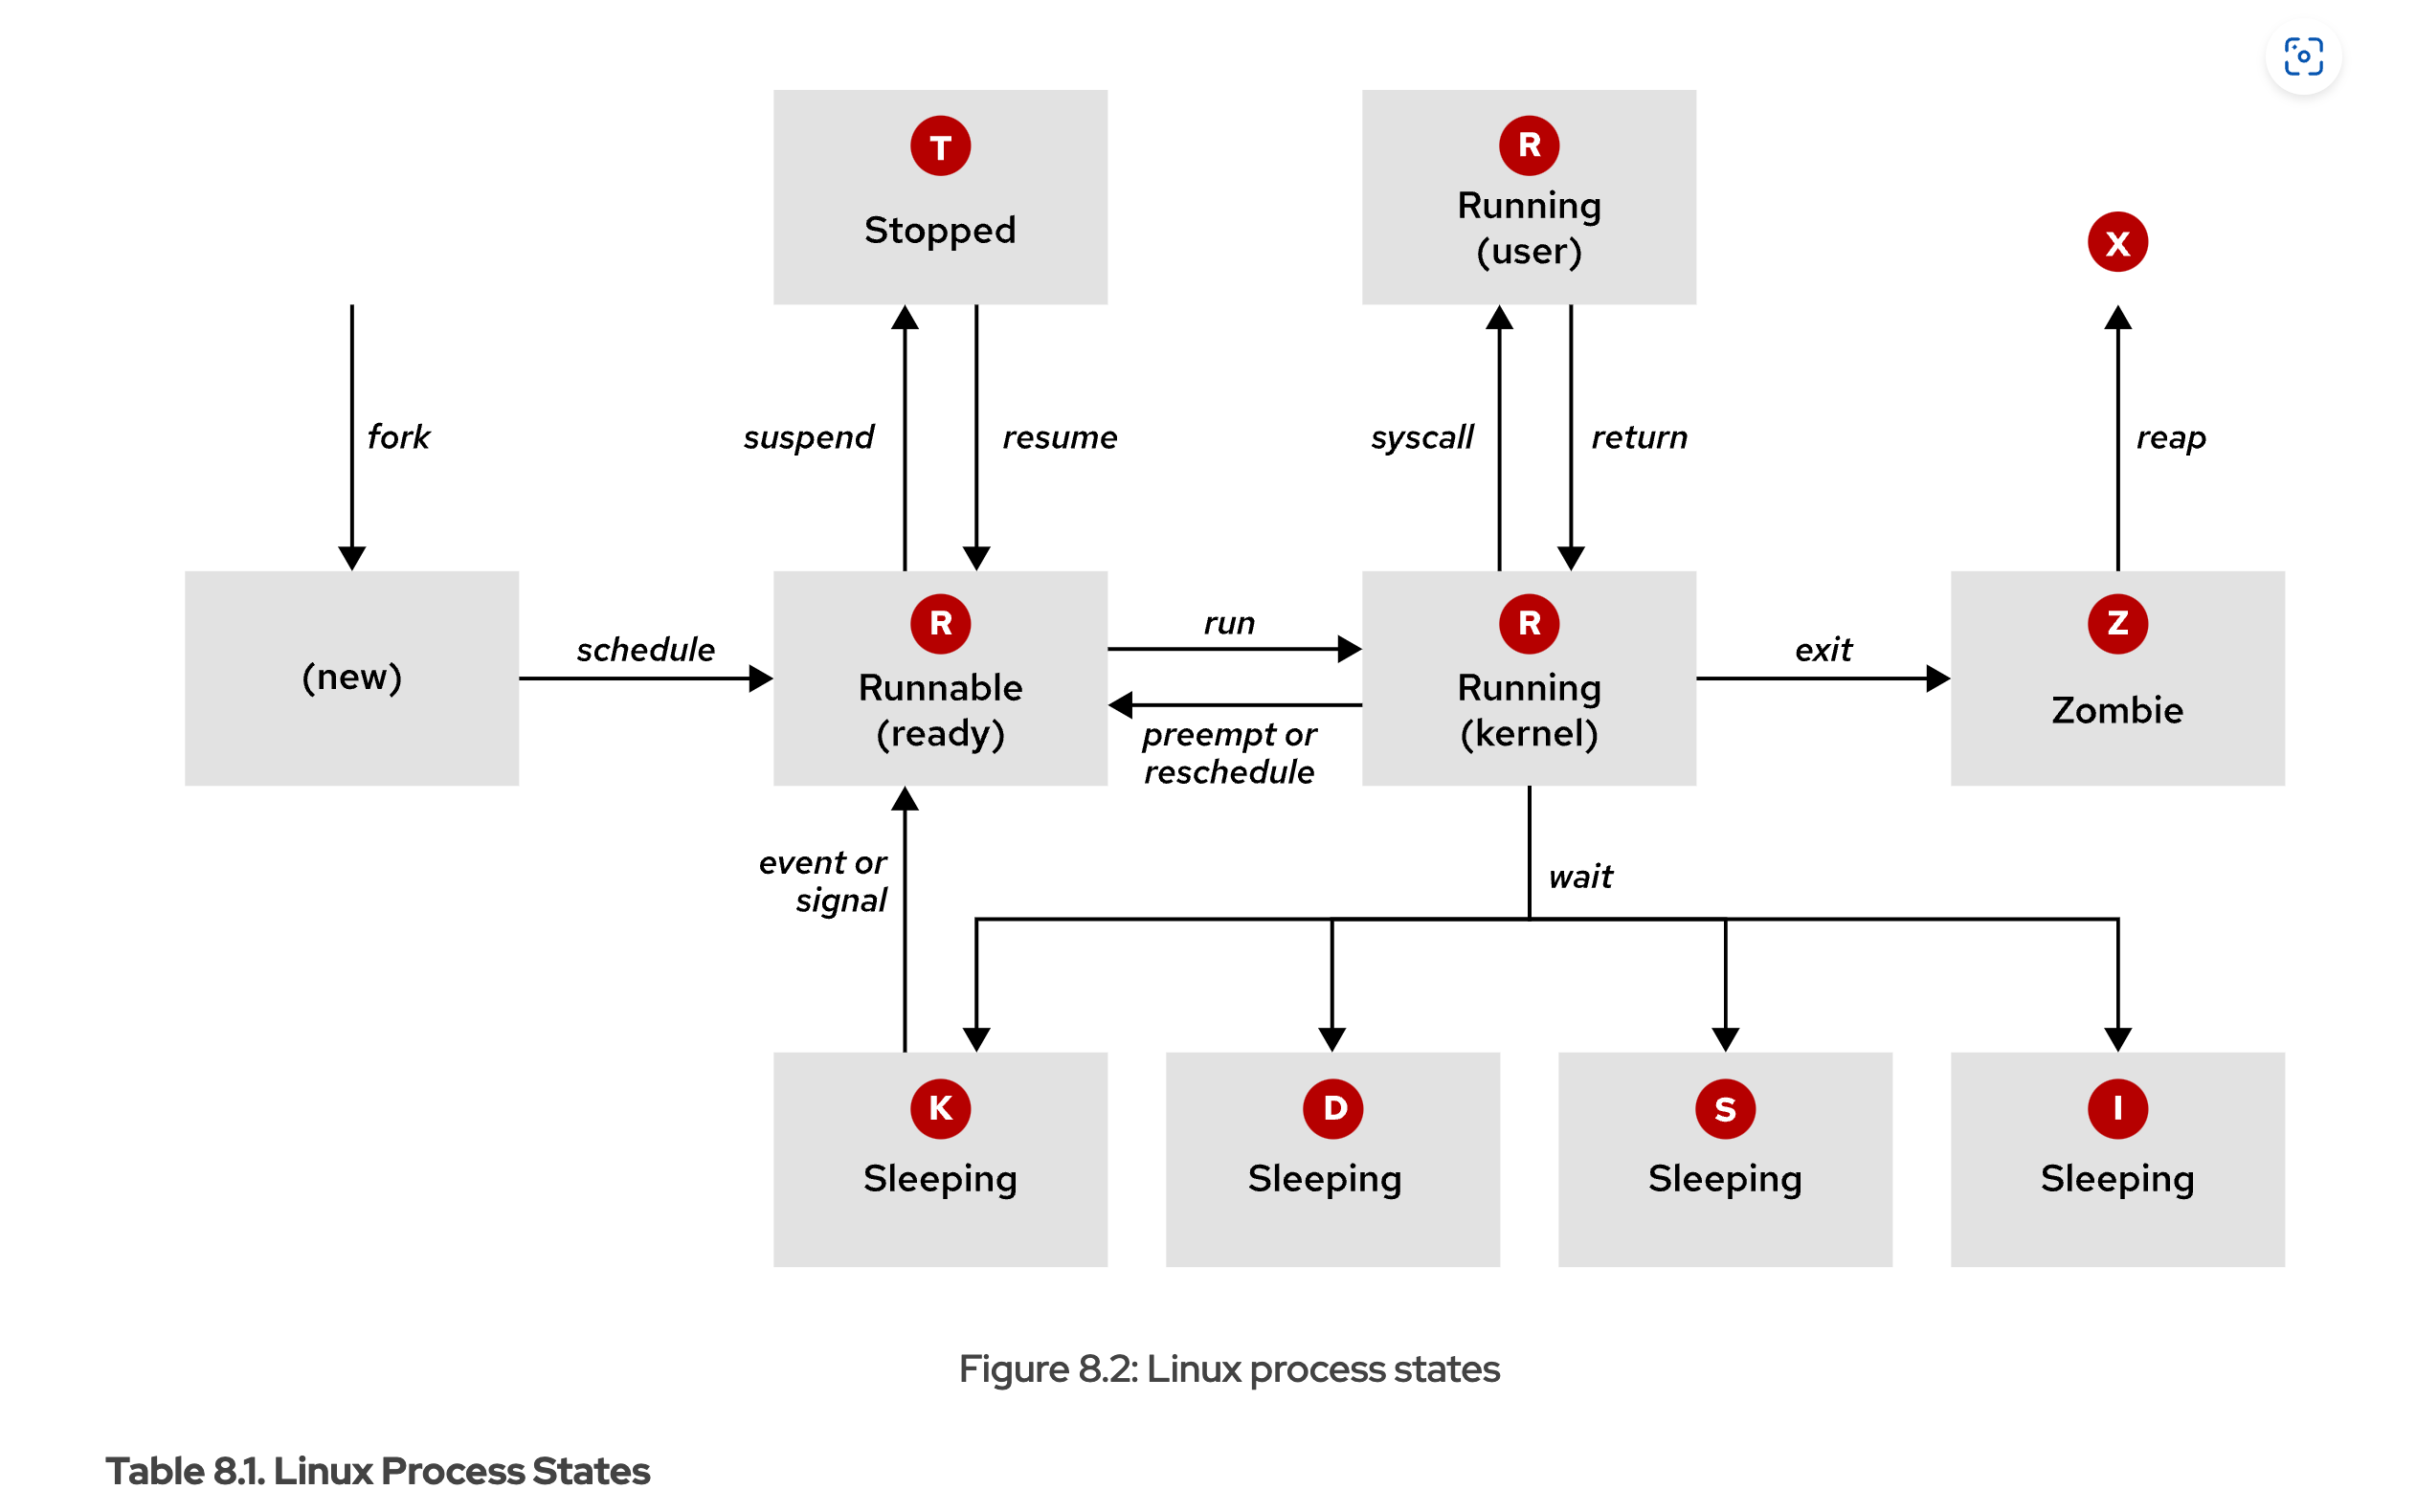 T
Stopped
R
Running
(user)
X
fork
suspend
resume
syscall
return
reap
(new)
schedule
R
Runnable
(ready)
run
preempt or
reschedule
R
Running
(kernel)
exit
Z
Zombie
event or
signal
wait
K
Sleeping
D
Sleeping
S
Sleeping
I
Sleeping
Figure 8.2: Linux process states
Table 8.1. Linux Process States